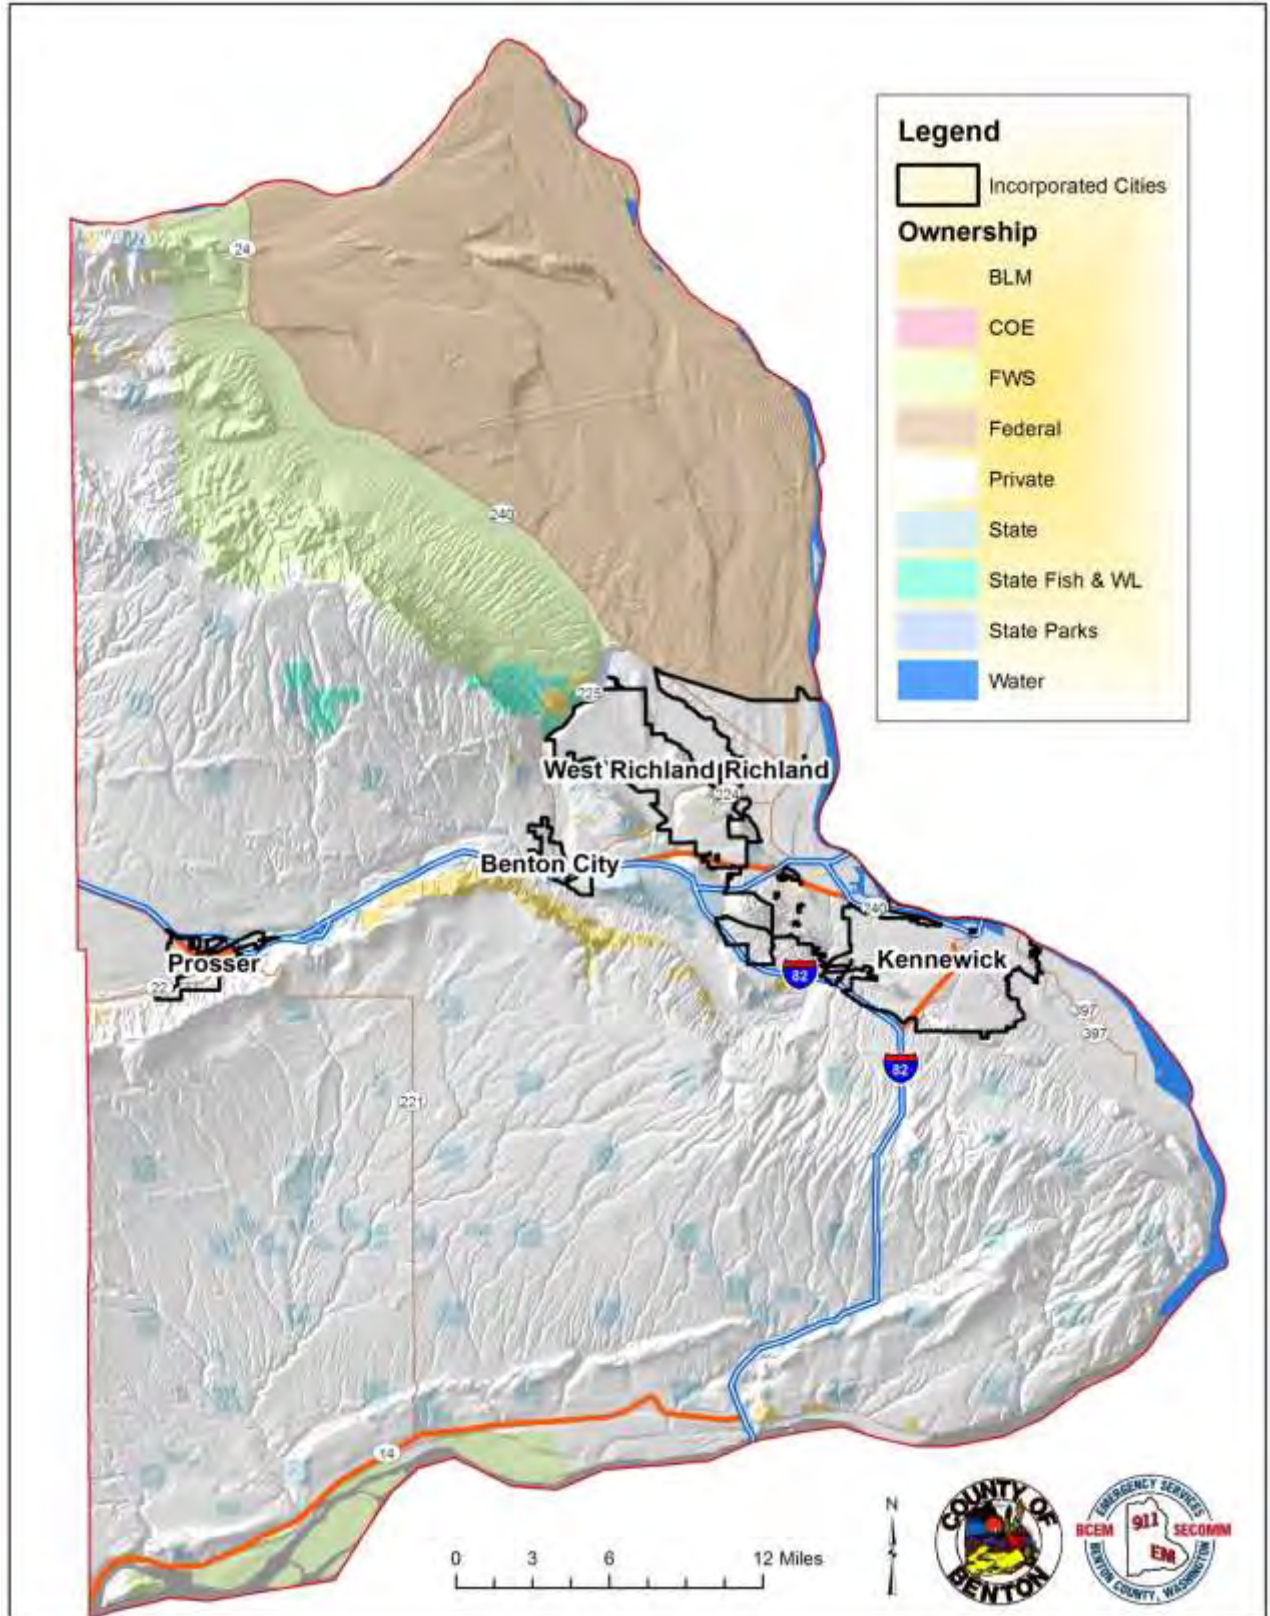 Legend
Incorporated Cities
Ownership
BLM
COE
FWS
Federal
Private
State
State Fish & WL
State Parks
Water
24
240
225
West Richland
Richland
224
Benton City
240
Prosser
22
82
Kennewick
397
397
82
221
14
0 3 6 12 Miles
N
COUNTY OF
BENTON
EMERGENCY SERVICES
BCEM
911
EM
SECOMM
BENTON COUNTY, WASHINGTON